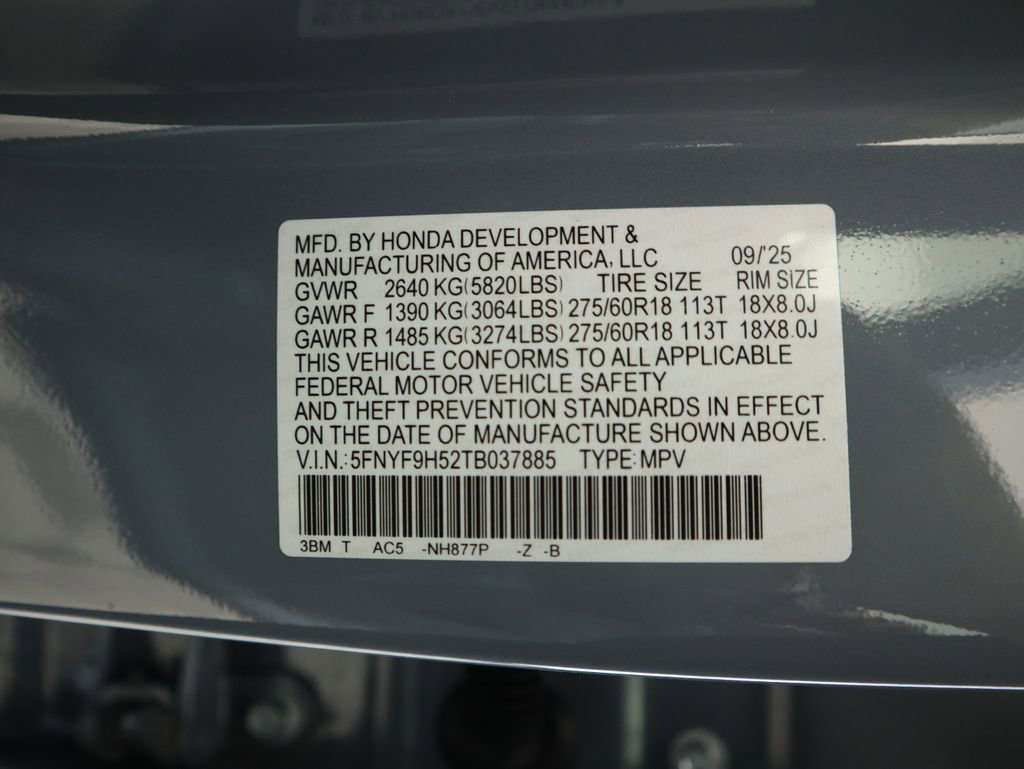 MFD. BY HONDA DEVELOPMENT &
MANUFACTURING OF AMERICA, LLC 09/'25
GVWR 2640 KG(5820LBS) TIRE SIZE RIM SIZE
GAWR F 1390 KG(3064LBS) 275/60R18 113T 18X8.0J
GAWR R 1485 KG(3274LBS) 275/60R18 113T 18X8.0J
THIS VEHICLE CONFORMS TO ALL APPLICABLE
FEDERAL MOTOR VEHICLE SAFETY
AND THEFT PREVENTION STANDARDS IN EFFECT
ON THE DATE OF MANUFACTURE SHOWN ABOVE.
V.I.N.: 5FNYF9H52TB037885 TYPE: MPV
3BM T AC5 -NH877P -Z -B